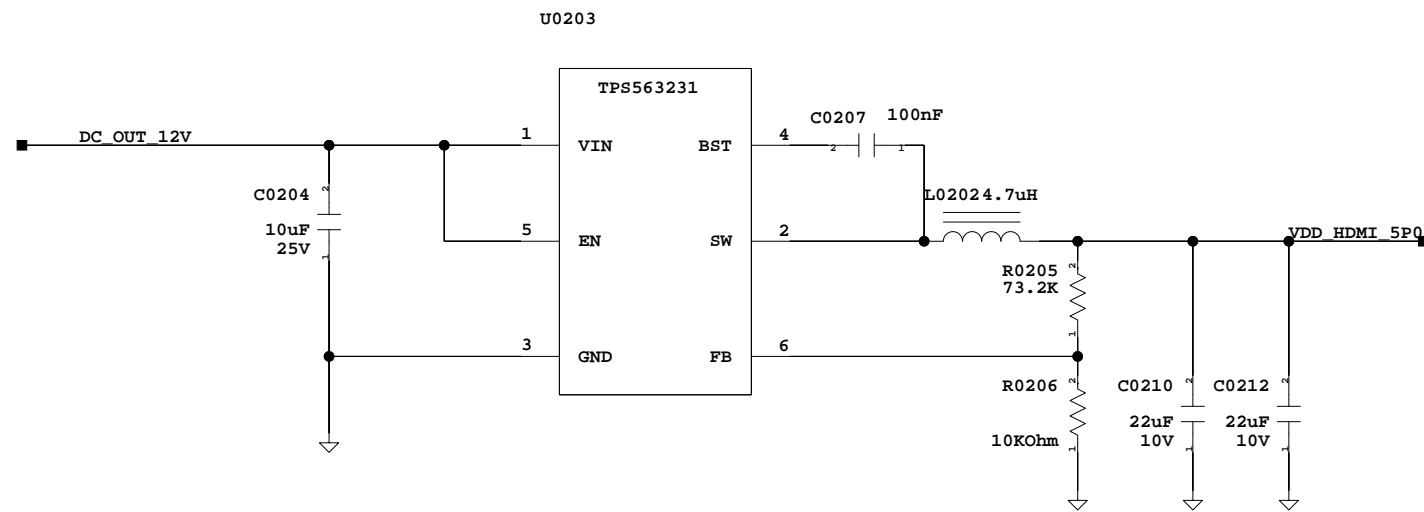 U0203
TPS563231
DC_OUT_12V
1
VIN
BST
4
C0207
100nF
2
1
C0204
2
10uF
25V
1
5
EN
SW
2
L0202
4.7uH
VDD_HDMI_5P0
R0205
2
73.2K
1
3
GND
FB
6
R0206
2
10KOhm
1
C0210
2
22uF
10V
1
C0212
2
22uF
10V
1